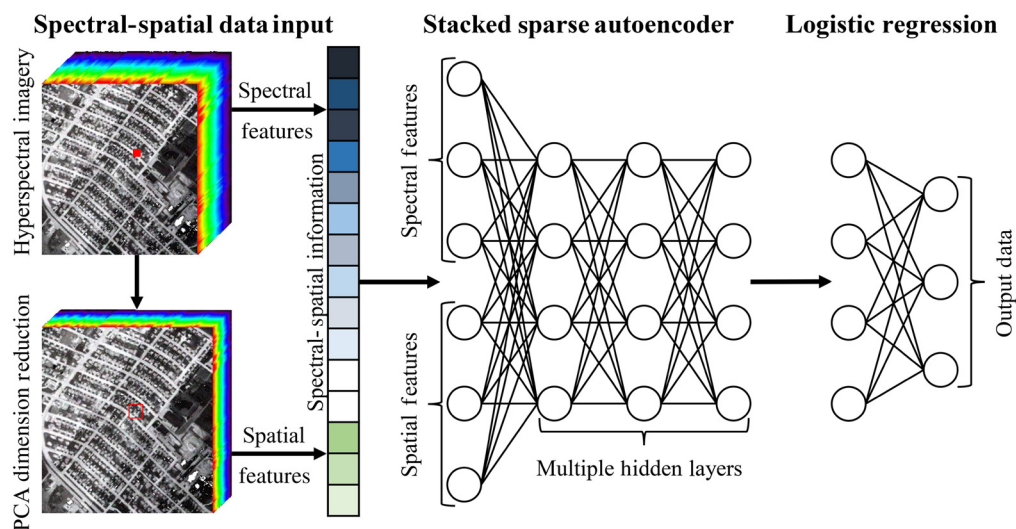 Spectral-spatial data input
Stacked sparse autoencoder
Logistic regression
Hyperspectral imagery
Spectral
features
PCA dimension reduction
Spatial
features
Spectral-spatial information
Spectral features
Spatial features
Multiple hidden layers
Output data